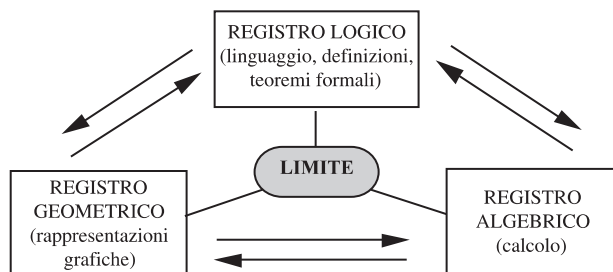 REGISTRO LOGICO
(linguaggio, definizioni,
teoremi formali)
LIMITE
REGISTRO
GEOMETRICO
(rappresentazioni
grafiche)
REGISTRO
ALGEBRICO
(calcolo)